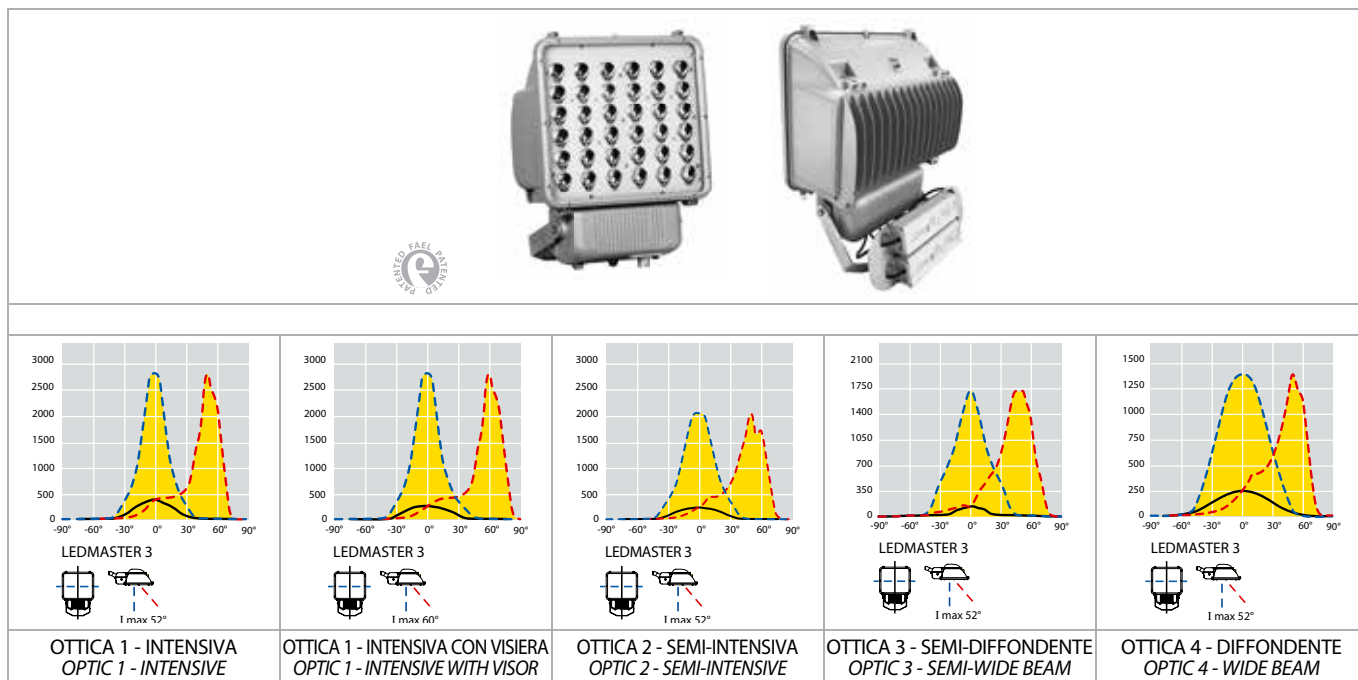 FAEL PATENTED PATENTED
3000
2500
2000
1500
1000
500
0
-90° -60° -30° 0° 30° 60° 90°
LEDMASTER 3
I max 52°
OTTICA 1 - INTENSIVA
OPTIC 1 - INTENSIVE
3000
2500
2000
1500
1000
500
0
-90° -60° -30° 0° 30° 60° 90°
LEDMASTER 3
I max 60°
OTTICA 1 - INTENSIVA CON VISIERA
OPTIC 1 - INTENSIVE WITH VISOR
3000
2500
2000
1500
1000
500
0
-90° -60° -30° 0° 30° 60° 90°
LEDMASTER 3
I max 52°
OTTICA 2 - SEMI-INTENSIVA
OPTIC 2 - SEMI-INTENSIVE
2100
1750
1400
1050
700
350
0
-90° -60° -30° 0° 30° 60° 90°
LEDMASTER 3
I max 52°
OTTICA 3 - SEMI-DIFFONDENTE
OPTIC 3 - SEMI-WIDE BEAM
1500
1250
1000
750
500
250
0
-90° -60° -30° 0° 30° 60° 90°
LEDMASTER 3
I max 52°
OTTICA 4 - DIFFONDENTE
OPTIC 4 - WIDE BEAM